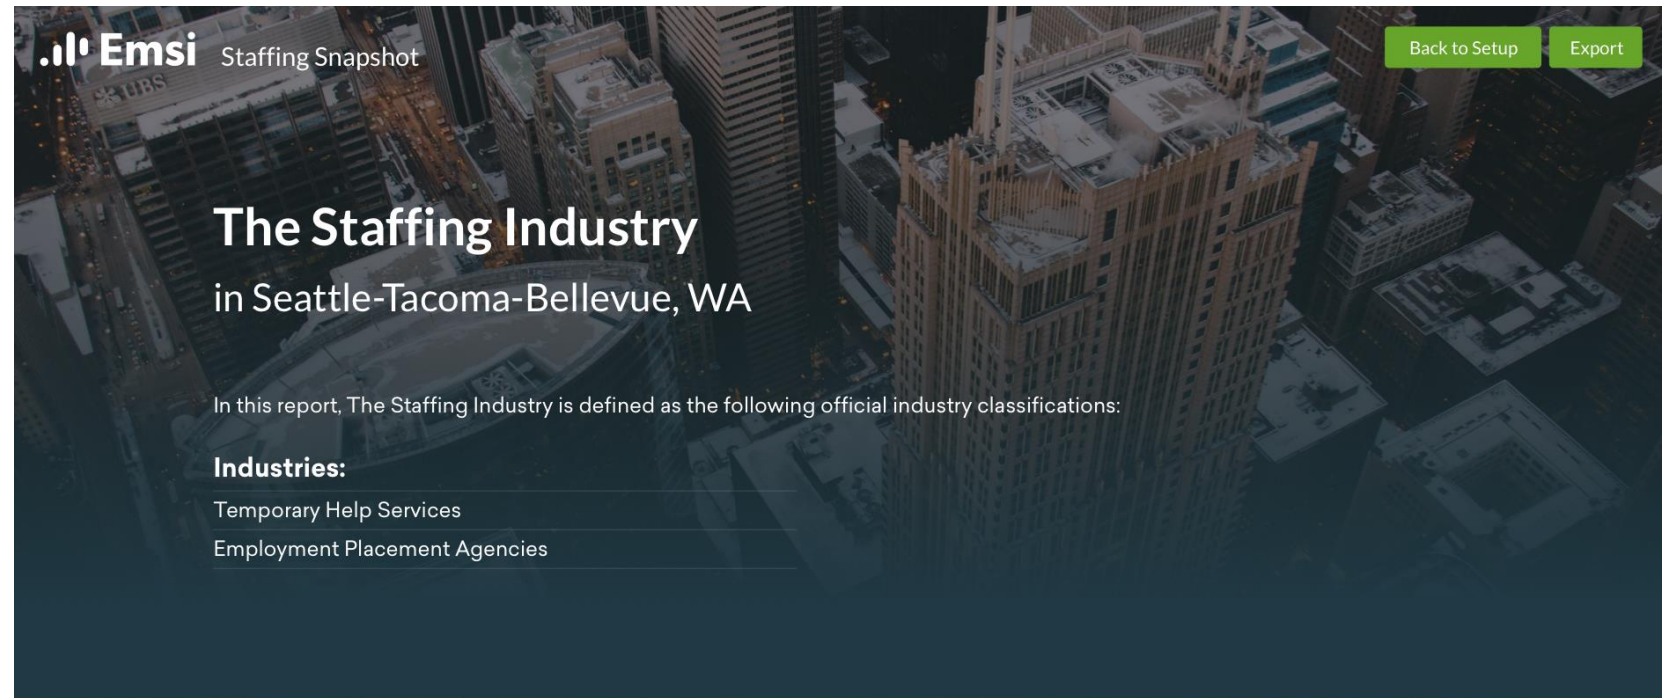 Emsi Staffing Snapshot
Back to Setup
Export
UBS
The Staffing Industry
in Seattle-Tacoma-Bellevue, WA
In this report, The Staffing Industry is defined as the following official industry classifications:
Industries:
Temporary Help Services
Employment Placement Agencies